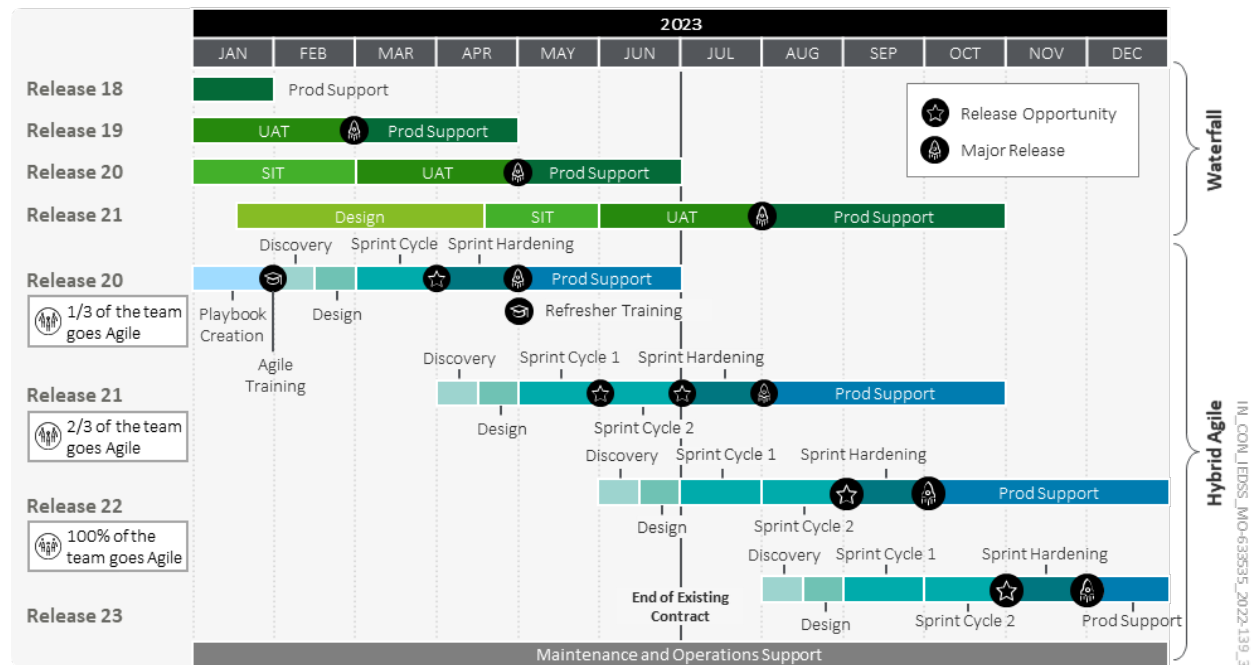 2023
JAN FEB MAR APR MAY JUN JUL AUG SEP OCT NOV DEC
Release 18
Prod Support
Release Opportunity
Major Release
Release 19
UAT
Prod Support
Release 20
SIT
UAT
Prod Support
Release 21
Design
SIT
UAT
Prod Support
Waterfall
Discovery
Sprint Cycle
Sprint Hardening
Release 20
Prod Support
1/3 of the team
goes Agile
Playbook
Creation
Design
Refresher Training
Agile
Training
Discovery
Sprint Cycle 1
Sprint Hardening
Release 21
Prod Support
2/3 of the team
goes Agile
Design
Sprint Cycle 2
Discovery
Sprint Cycle 1
Sprint Hardening
Release 22
Prod Support
100% of the
team goes Agile
Design
Sprint Cycle 2
Discovery
Sprint Cycle 1
Sprint Hardening
End of Existing
Contract
Release 23
Design
Sprint Cycle 2
Prod Support
Hybrid Agile
Maintenance and Operations Support